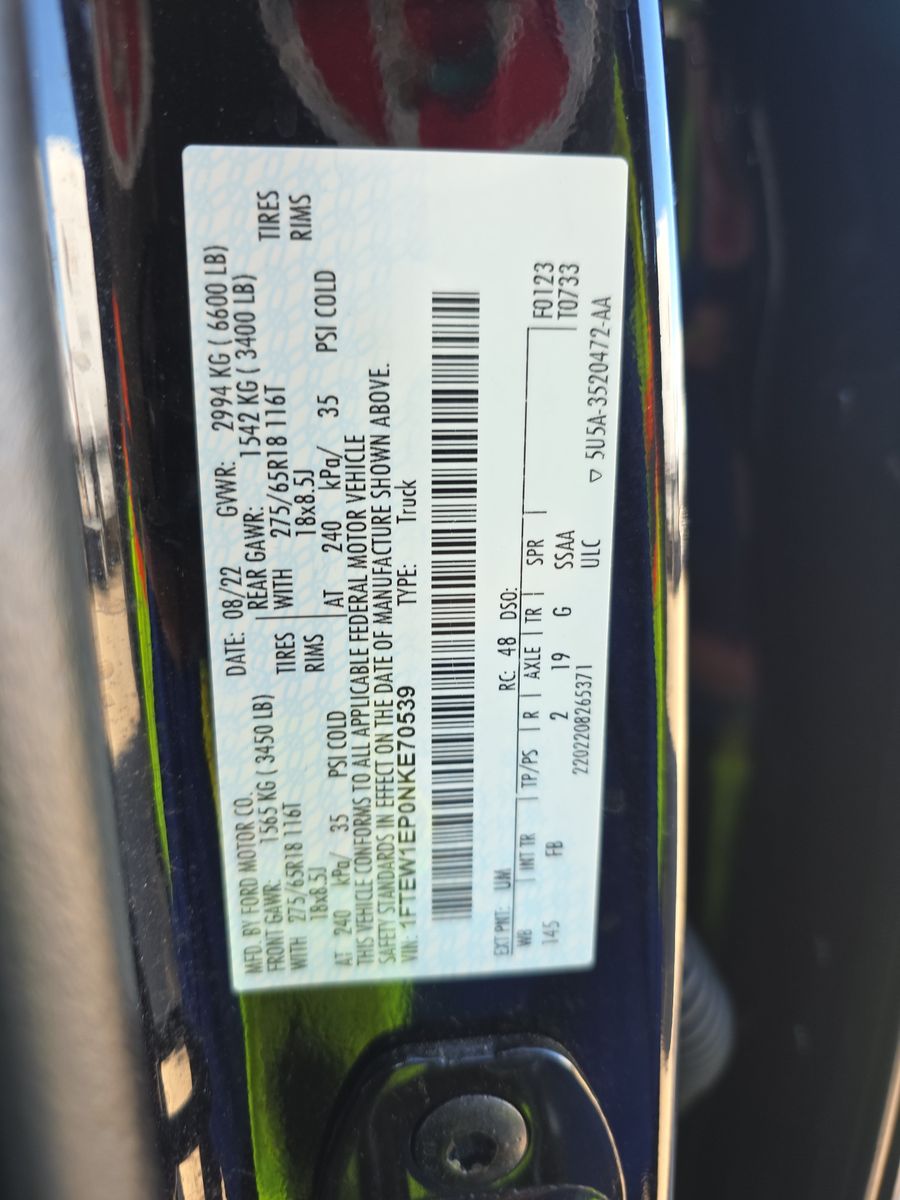 MFD. BY FORD MOTOR CO. DATE: 08/22 GVWR: 2994 KG ( 6600 LB)
FRONT GAWR: 1565 KG ( 3450 LB) REAR GAWR: 1542 KG ( 3400 LB)
WITH 275/65R18 116T TIRES WITH 275/65R18 116T TIRES
18x8.5J RIMS 18x8.5J RIMS
AT 240 kPa/ 35 PSI COLD AT 240 kPa/ 35 PSI COLD
THIS VEHICLE CONFORMS TO ALL APPLICABLE FEDERAL MOTOR VEHICLE
SAFETY STANDARDS IN EFFECT ON THE DATE OF MANUFACTURE SHOWN ABOVE.
VIN: 1FTEW1EP0NKE70539 TYPE: Truck
EXT PNT: UM RC: 48 DSO:
WB INT TR TP/PS R AXLE TR SPR F0123
145 FB 2 19 G SSAA T0733
2202208265371 ULC
5U5A-3520472-AA